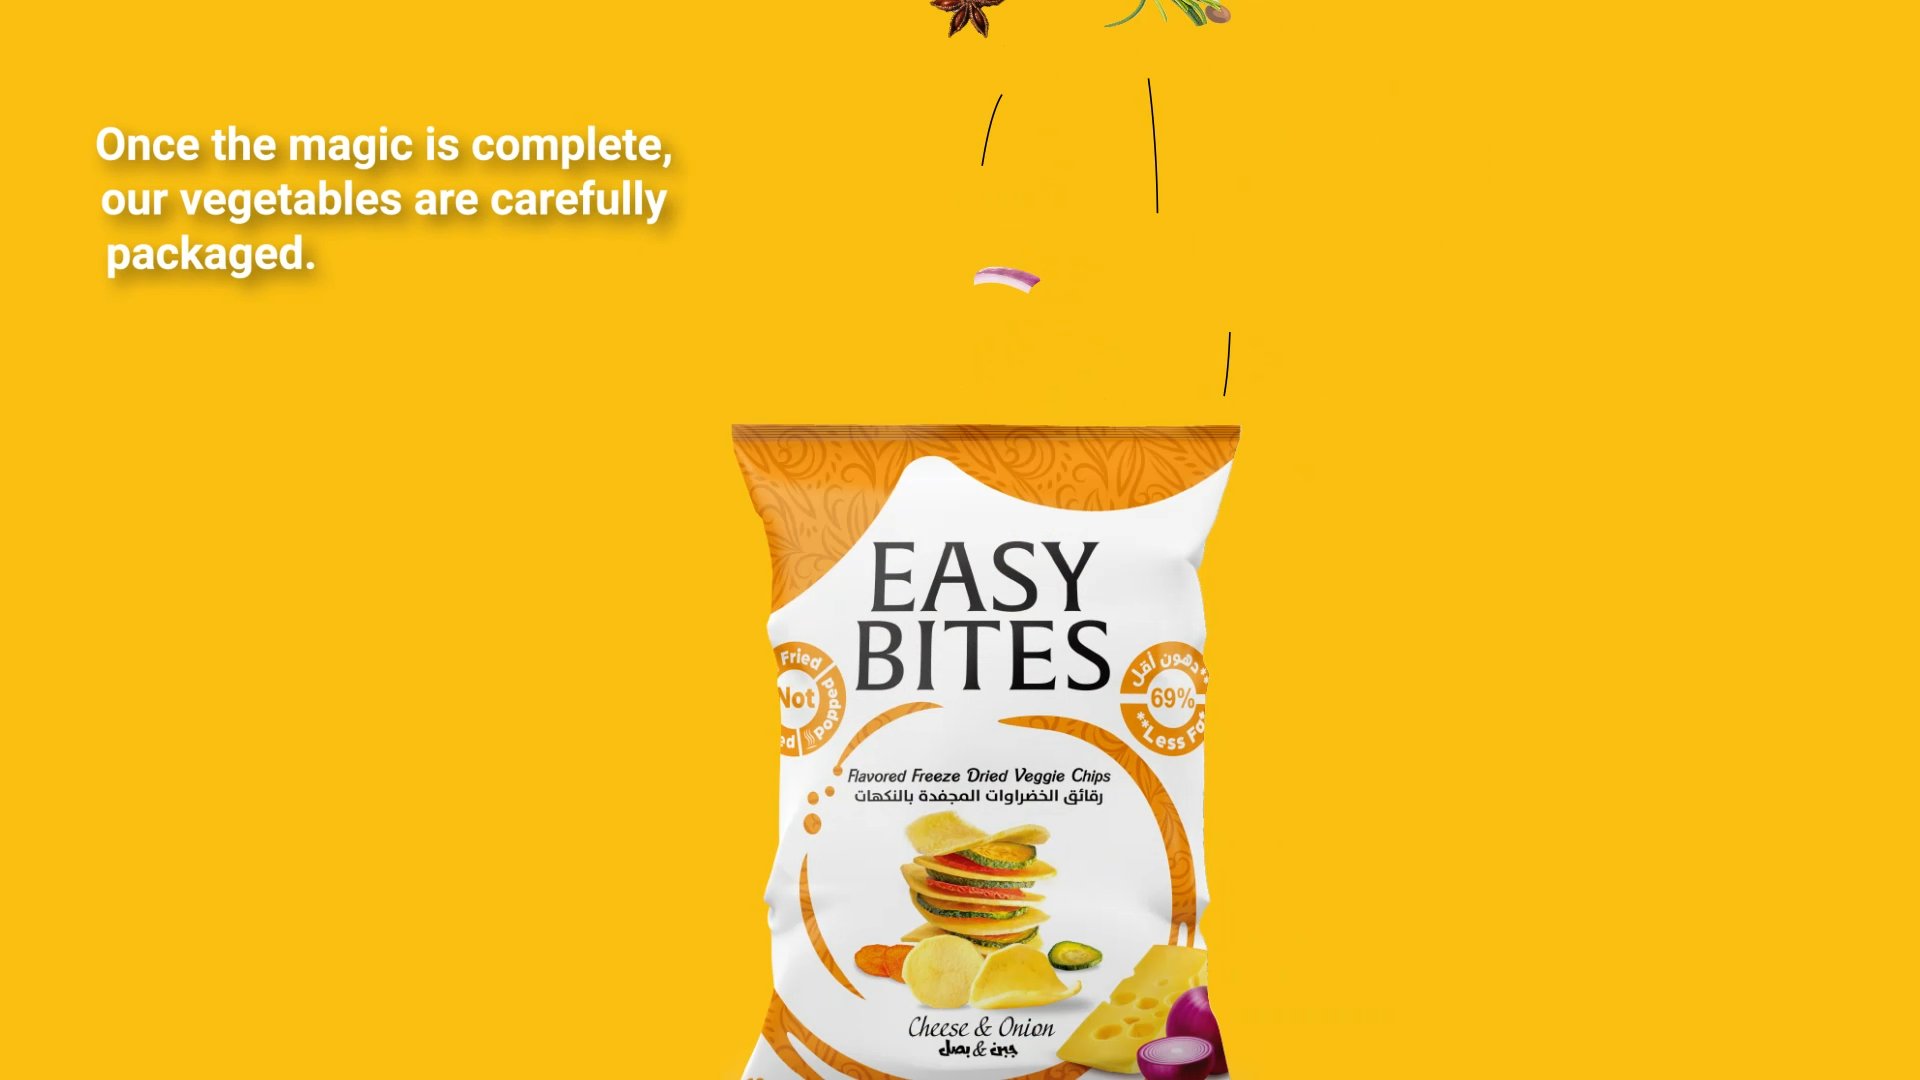 Once the magic is complete,
our vegetables are carefully
packaged.
EASY
BITES
Fried
Not
Popped
دهون أقل**
69%
**Less Fat
Flavored Freeze Dried Veggie Chips
رقائق الخضراوات المجففة بالنكهات
Cheese & Onion
جبن & بصل